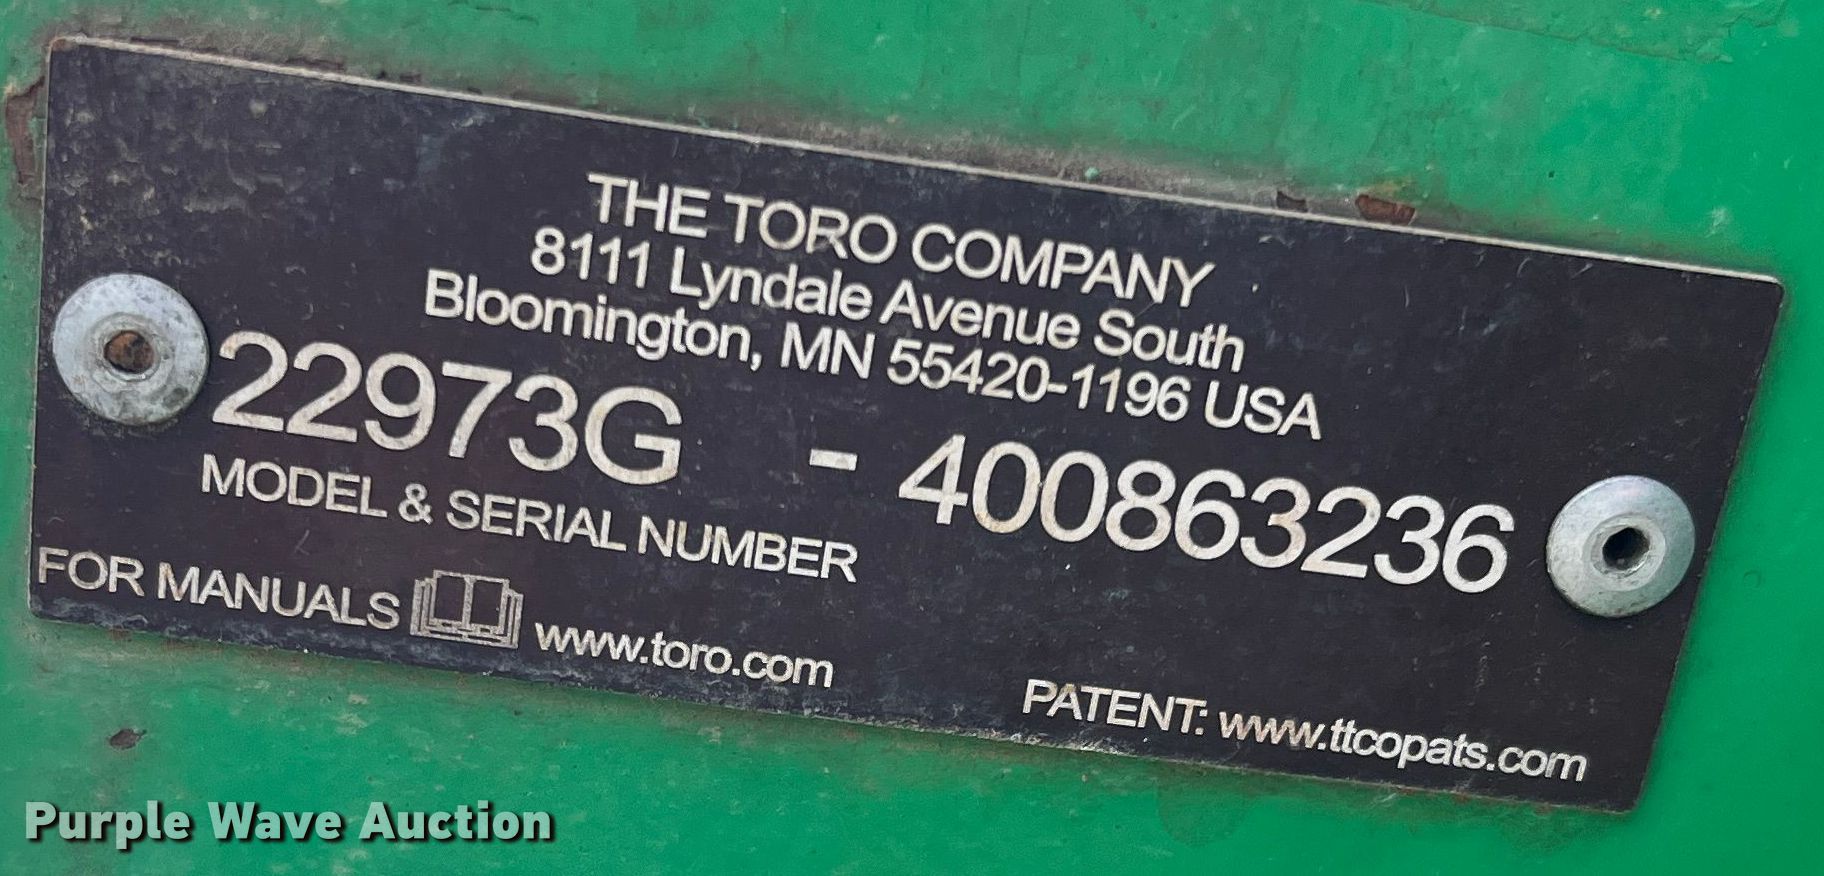 THE TORO COMPANY
8111 Lyndale Avenue South
Bloomington, MN 55420-1196 USA
22973G - 400863236
MODEL & SERIAL NUMBER
FOR MANUALS www.toro.com
PATENT: www.ttcopats.com
Purple Wave Auction